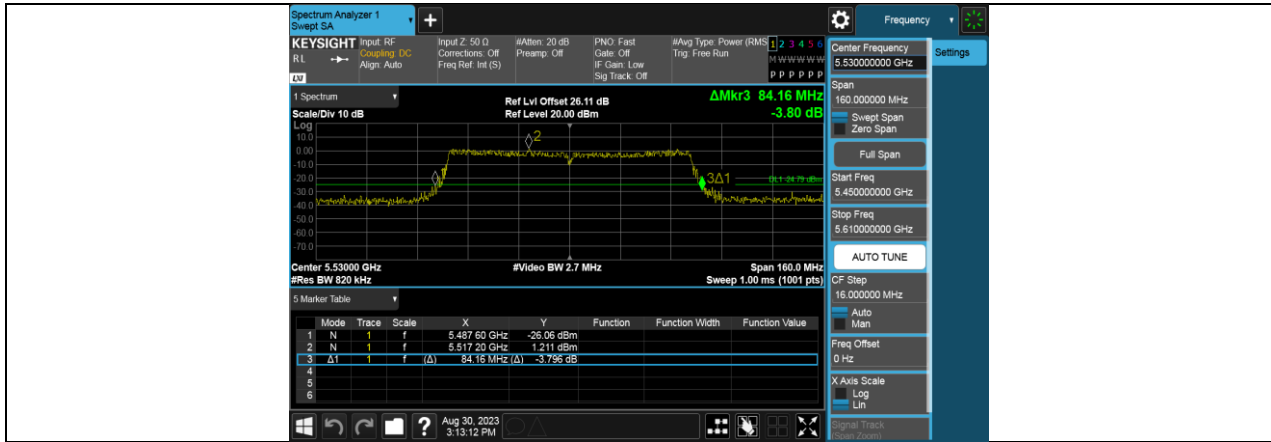 Spectrum Analyzer 1
Swept SA
+
Frequency
KEYSIGHT
RL
LXI
Input: RF
Coupling: DC
Align: Auto
Input Z: 50 Ω
Corrections: Off
Freq Ref: Int (S)
#Atten: 20 dB
Preamp: Off
PNO: Fast
Gate: Off
IF Gain: Low
Sig Track: Off
#Avg Type: Power (RMS
Trig: Free Run
1 2 3 4 5 6
M W W W W W
P P P P P P
1 Spectrum
Scale/Div 10 dB
Ref Lvl Offset 26.11 dB
Ref Level 20.00 dBm
ΔMkr3 84.16 MHz
-3.80 dB
Log
10.0
0.00
-10.0
-20.0
-30.0
-40.0
-50.0
-60.0
-70.0
2
3Δ1
DL1 -24.79 dBm
Center 5.53000 GHz
#Res BW 820 kHz
#Video BW 2.7 MHz
Span 160.0 MHz
Sweep 1.00 ms (1001 pts)
5 Marker Table
Mode Trace Scale X Y Function Function Width Function Value
1 N 1 f 5.487 60 GHz -26.06 dBm
2 N 1 f 5.517 20 GHz 1.211 dBm
3 Δ1 1 f (Δ) 84.16 MHz (Δ) -3.796 dB
4
5
6
?
Aug 30, 2023
3:13:12 PM
Center Frequency
5.530000000 GHz
Settings
Span
160.000000 MHz
Swept Span
Zero Span
Full Span
Start Freq
5.450000000 GHz
Stop Freq
5.610000000 GHz
AUTO TUNE
CF Step
16.000000 MHz
Auto
Man
Freq Offset
0 Hz
X Axis Scale
Log
Lin
Signal Track
(Span Zoom)